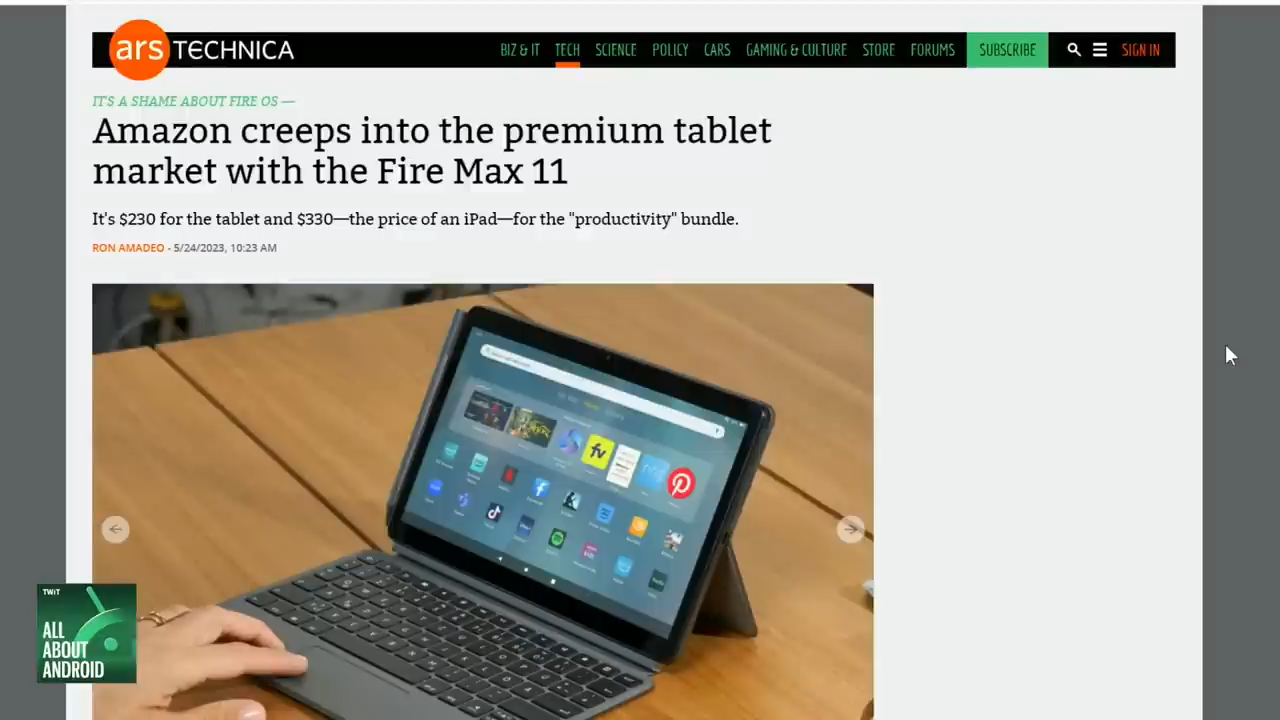 ars TECHNICA
BIZ & IT TECH SCIENCE POLICY CARS GAMING & CULTURE STORE FORUMS SUBSCRIBE SIGN IN
IT'S A SHAME ABOUT FIRE OS —
Amazon creeps into the premium tablet
market with the Fire Max 11
It's $230 for the tablet and $330—the price of an iPad—for the "productivity" bundle.
RON AMADEO - 5/24/2023, 10:23 AM
fv
TWiT
ALL
ABOUT
ANDROID